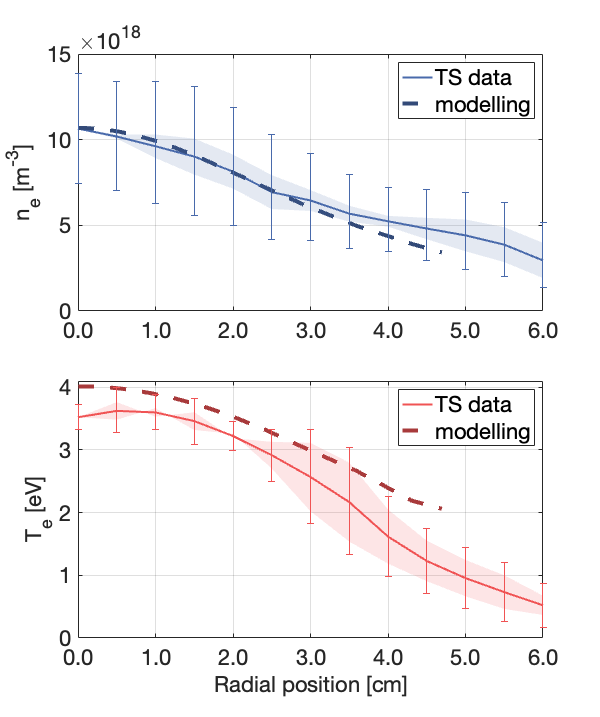 ×10^18
15
10
5
0
n_e [m^-3]
TS data
modelling
0.0 1.0 2.0 3.0 4.0 5.0 6.0
4
3
2
1
0
T_e [eV]
TS data
modelling
0.0 1.0 2.0 3.0 4.0 5.0 6.0
Radial position [cm]